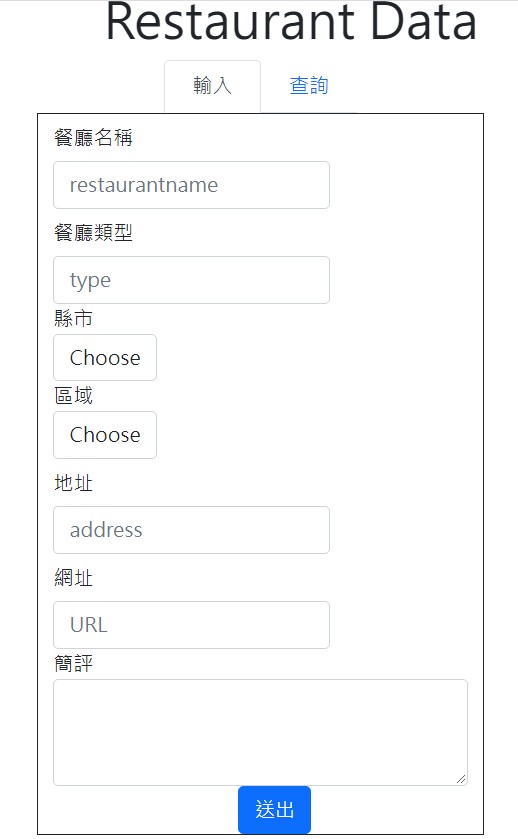 Restaurant Data
輸入 查詢
餐廳名稱
restaurantname
餐廳類型
type
縣市
Choose
區域
Choose
地址
address
網址
URL
簡評
送出